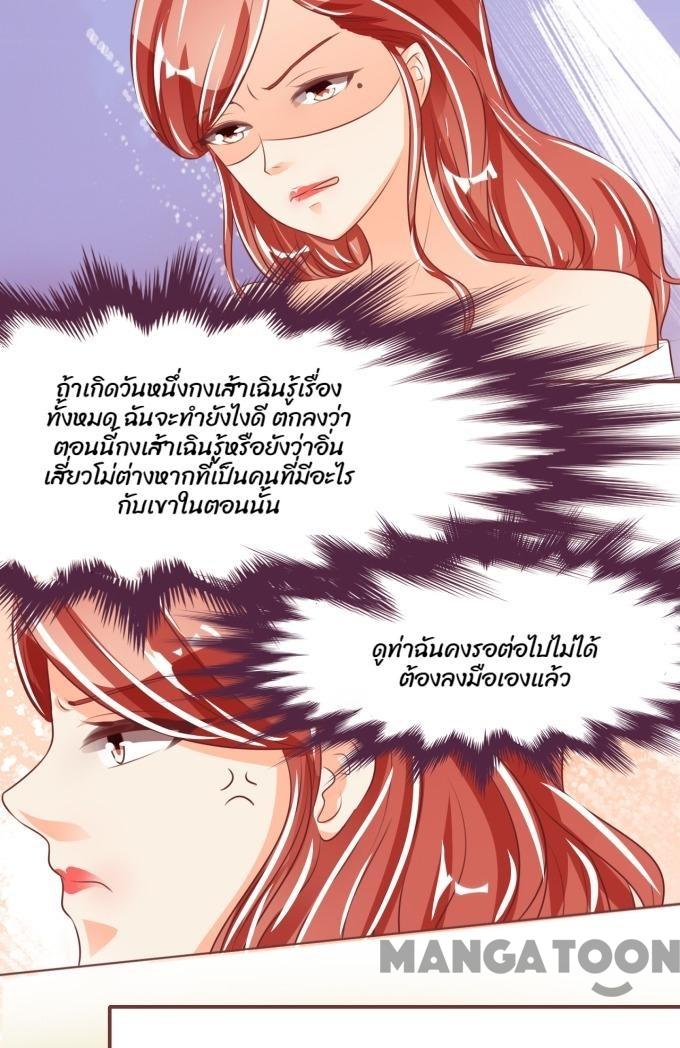 ถ้าเกิดวันหนึ่งกงเส้าเฉินรู้เรื่อง
ทั้งหมด ฉันจะทำยังไงดี ตกลงว่า
ตอนนี้กงเส้าเฉินรู้หรือยังว่าอิ่น
เสี่ยวโม่ต่างหากที่เป็นคนที่มีอะไร
กับเขาในตอนนั้น
ดูท่าฉันคงรอต่อไปไม่ได้
ต้องลงมือเองแล้ว
MANGATOON